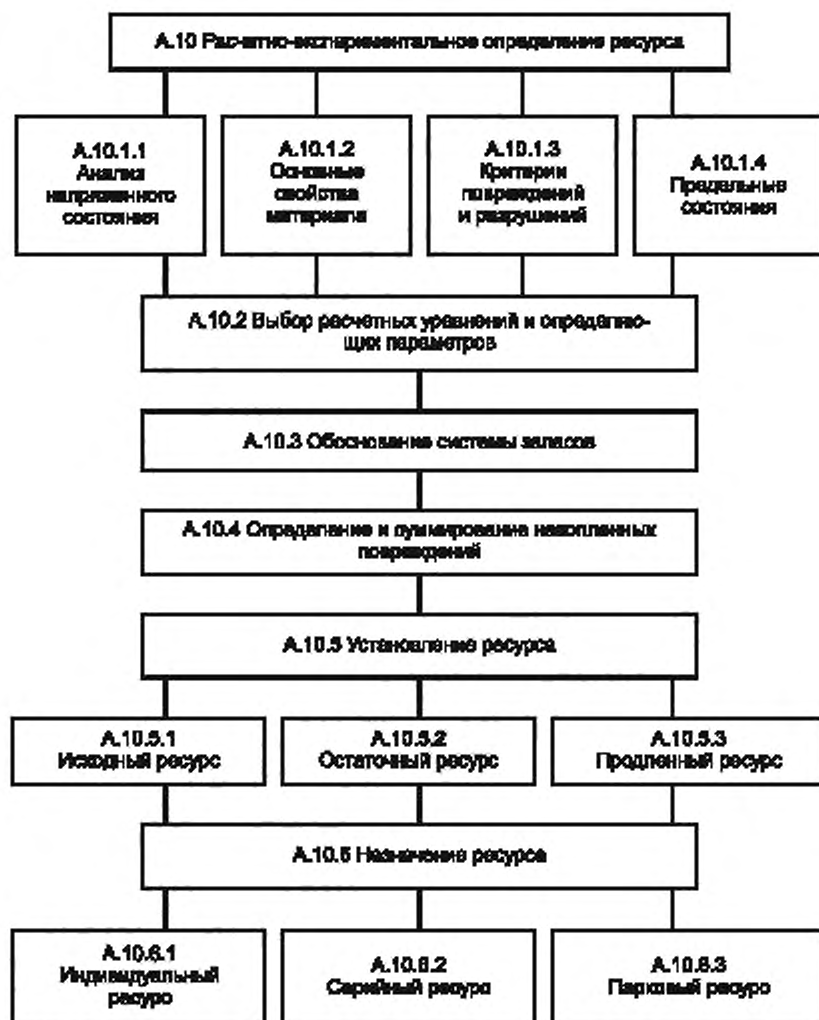 А.10 Расчетно-экспериментальное определение ресурса
А.10.1.1
Анализ
напряженного
состояния
А.10.1.2
Основные
свойства
материала
А.10.1.3
Критерии
повреждений
и разрушений
А.10.1.4
Предельные
состояния
А.10.2 Выбор расчетных уравнений и определяю-
щих параметров
А.10.3 Обоснование системы запасов
А.10.4 Определение и суммирование накопленных
повреждений
А.10.5 Установление ресурса
А.10.5.1
Исходный ресурс
А.10.5.2
Остаточный ресурс
А.10.5.3
Продленный ресурс
А.10.6 Назначение ресурса
А.10.6.1
Индивидуальный
ресурс
А.10.6.2
Серийный ресурс
А.10.6.3
Парковый ресурс